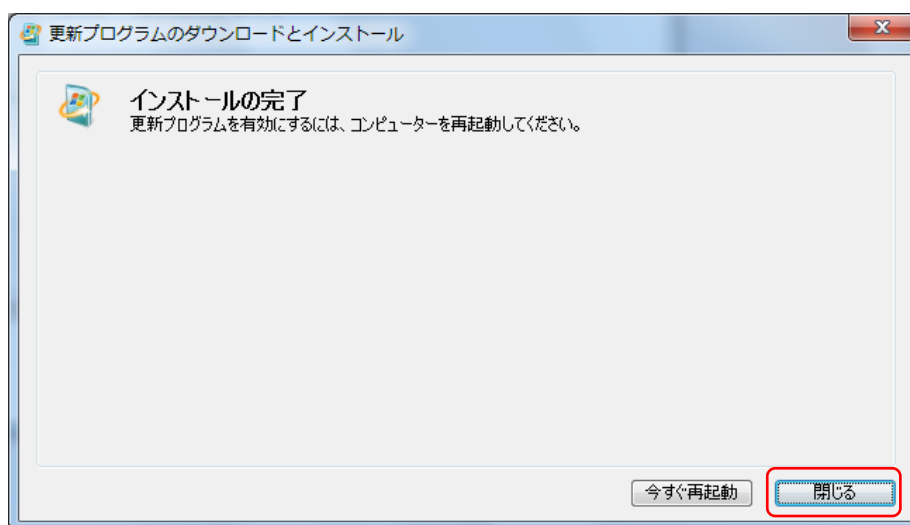 更新プログラムのダウンロードとインストール
インストールの完了
更新プログラムを有効にするには、コンピューターを再起動してください。
今すぐ再起動
閉じる